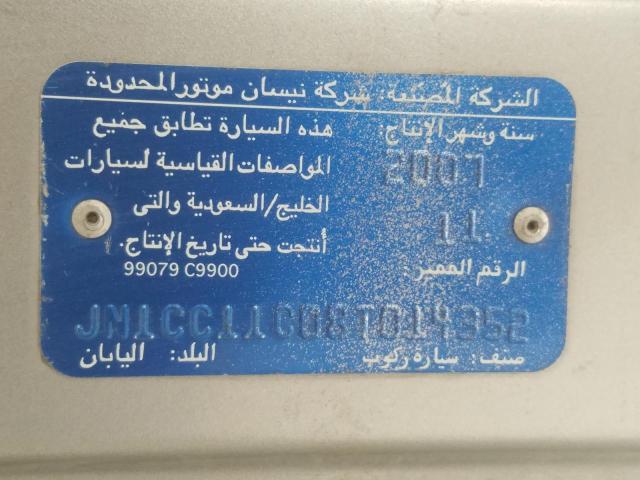 الشركة المصنعة: شركة نيسان موتور المحدودة
سنة وشهر الإنتاج: هذه السيارة تطابق جميع
2007 المواصفات القياسية لسيارات
11 الخليج/السعودية والتى
أُنتجت حتى تاريخ الإنتاج.
الرقم المميز: 99079 C9900
JN1CC11C08T014352
صنف: سيارة ركوب البلد: اليابان